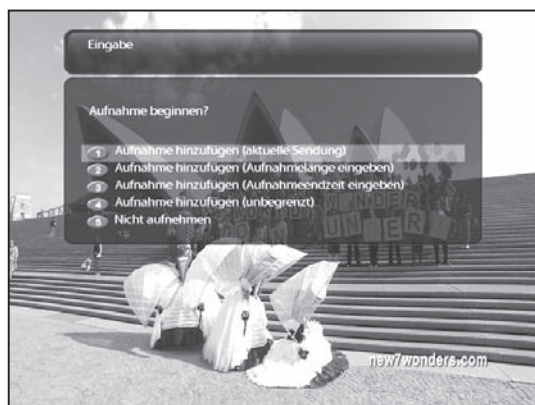 Eingabe
Aufnahme beginnen?
1 Aufnahme hinzufügen (aktuelle Sendung)
2 Aufnahme hinzufügen (Aufnahmelänge eingeben)
3 Aufnahme hinzufügen (Aufnahmeendzeit eingeben)
4 Aufnahme hinzufügen (unbegrenzt)
5 Nicht aufnehmen
new7wonders.com